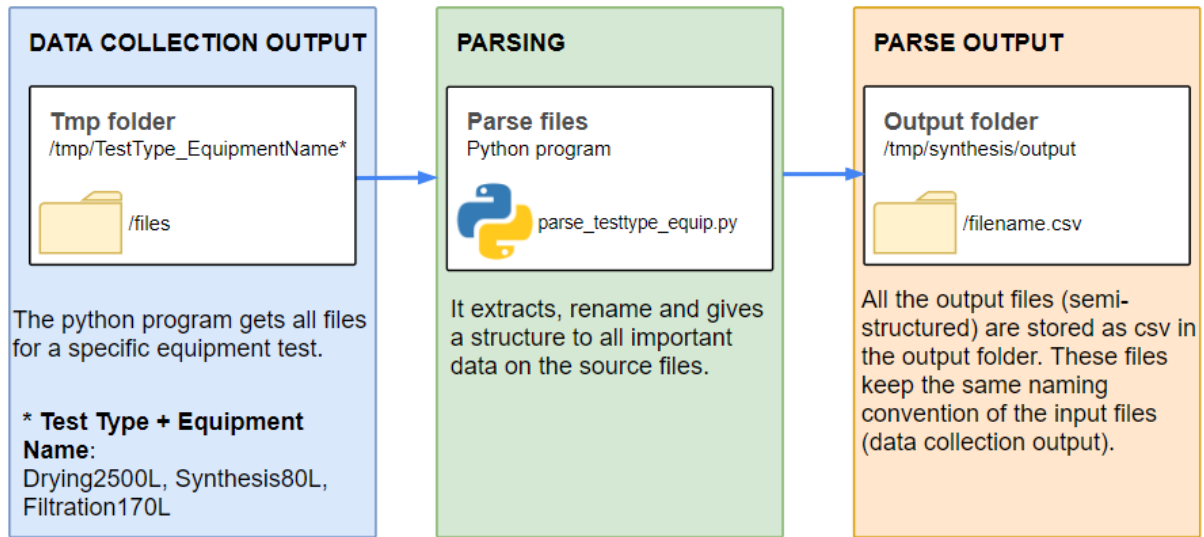 DATA COLLECTION OUTPUT
Tmp folder
/tmp/TestType_EquipmentName*
/files
The python program gets all files
for a specific equipment test.
* Test Type + Equipment
Name:
Drying2500L, Synthesis80L,
Filtration170L
PARSING
Parse files
Python program
parse_testtype_equip.py
It extracts, rename and gives
a structure to all important
data on the source files.
PARSE OUTPUT
Output folder
/tmp/synthesis/output
/filename.csv
All the output files (semi-
structured) are stored as csv in
the output folder. These files
keep the same naming
convention of the input files
(data collection output).